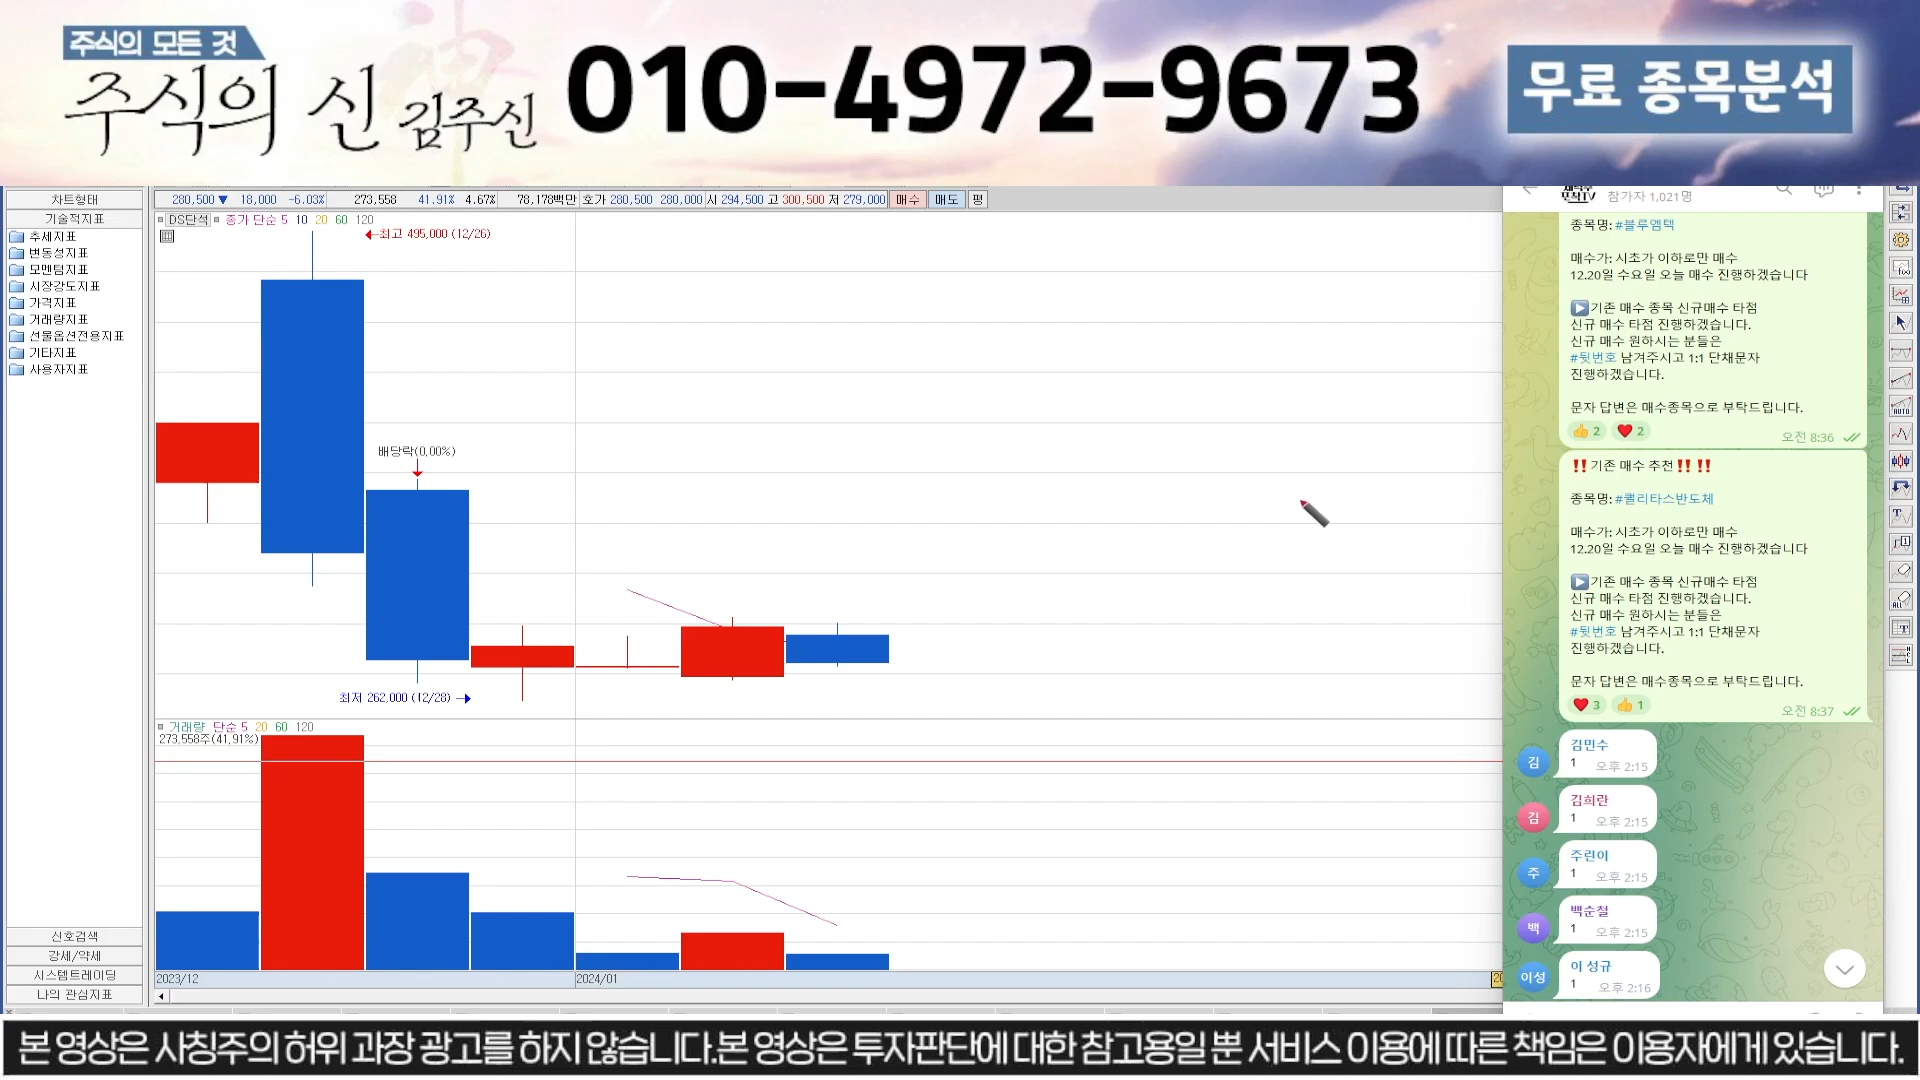 주식의 모든 것
주식의 신 김주신
010-4972-9673
무료 종목분석
차트형태
기술적지표
추세지표
변동성지표
모멘텀지표
시장강도지표
가격지표
거래량지표
선물옵션전용지표
기타지표
사용자지표
신호검색
강세/약세
시스템트레이딩
나의 관심지표
280,500 ▼ 18,000 -6.03% 273,558 41.91% 4.67% 78,178백만 호가 280,500 280,000 시 294,500 고 300,500 저 279,000 매수 매도 평
DS단석 종가 단순 5 10 20 60 120
최고 495,000 (12/26)
배당락(0.00%)
최저 262,000 (12/28)
거래량 단순 5 20 60 120
273,558주(41.91%)
2023/12 2024/01
참가자 1,021명
종목명: #블루엠텍
매수가: 시초가 이하로만 매수
12.20일 수요일 오늘 매수 진행하겠습니다
▶기존 매수 종목 신규매수 타점
신규 매수 타점 진행하겠습니다.
신규 매수 원하시는 분들은
#뒷번호 남겨주시고 1:1 단체문자
진행하겠습니다.
문자 답변은 매수종목으로 부탁드립니다.
👍 2 ❤️ 2
오전 8:36
‼️기존 매수 추천‼️ ‼️
종목명: #퀄리타스반도체
매수가: 시초가 이하로만 매수
12.20일 수요일 오늘 매수 진행하겠습니다
▶기존 매수 종목 신규매수 타점
신규 매수 타점 진행하겠습니다.
신규 매수 원하시는 분들은
#뒷번호 남겨주시고 1:1 단체문자
진행하겠습니다.
문자 답변은 매수종목으로 부탁드립니다.
❤️ 3 👍 1
오전 8:37
김민수
김
1 오후 2:15
김희란
김
1 오후 2:15
주린이
주
1 오후 2:15
백순철
백
1 오후 2:15
이 성규
이성
1 오후 2:16
본 영상은 사칭주의 허위 과장 광고를 하지 않습니다.본 영상은 투자판단에 대한 참고용일 뿐 서비스 이용에 따른 책임은 이용자에게 있습니다.